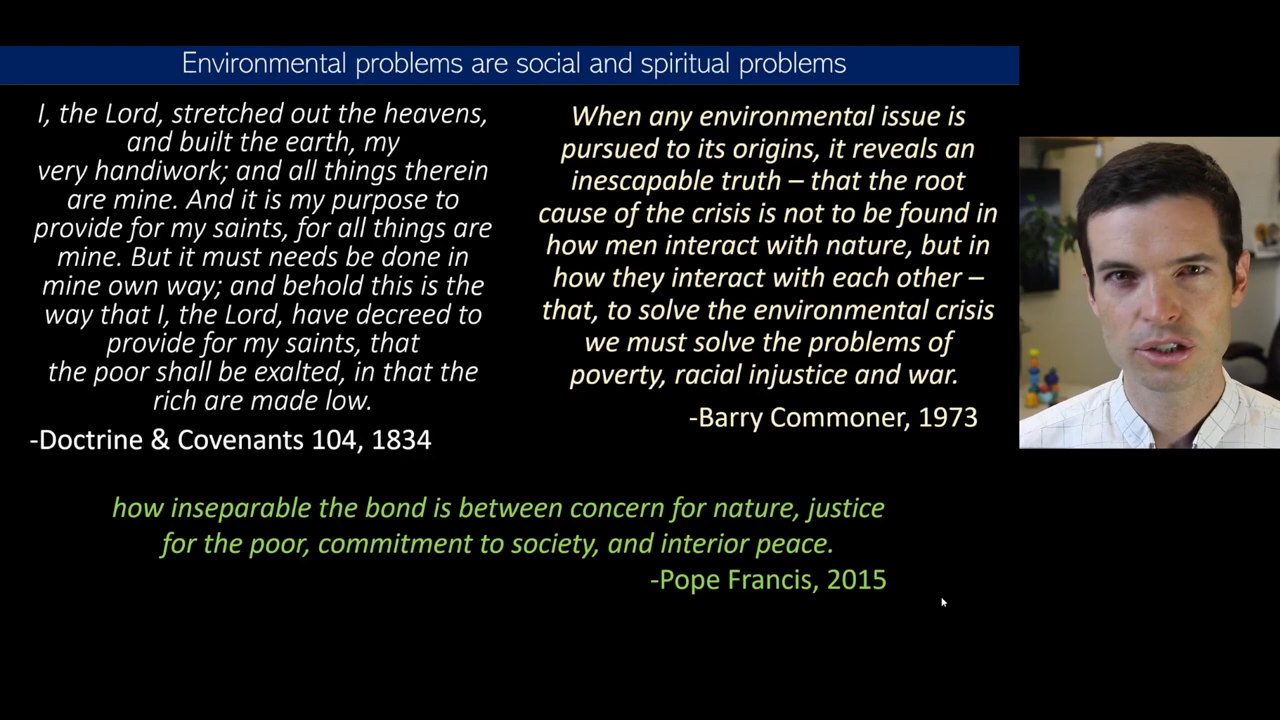 Environmental problems are social and spiritual problems
I, the Lord, stretched out the heavens,
and built the earth, my
very handiwork; and all things therein
are mine. And it is my purpose to
provide for my saints, for all things are
mine. But it must needs be done in
mine own way; and behold this is the
way that I, the Lord, have decreed to
provide for my saints, that
the poor shall be exalted, in that the
rich are made low.
-Doctrine & Covenants 104, 1834
When any environmental issue is
pursued to its origins, it reveals an
inescapable truth – that the root
cause of the crisis is not to be found in
how men interact with nature, but in
how they interact with each other –
that, to solve the environmental crisis
we must solve the problems of
poverty, racial injustice and war.
-Barry Commoner, 1973
how inseparable the bond is between concern for nature, justice
for the poor, commitment to society, and interior peace.
-Pope Francis, 2015